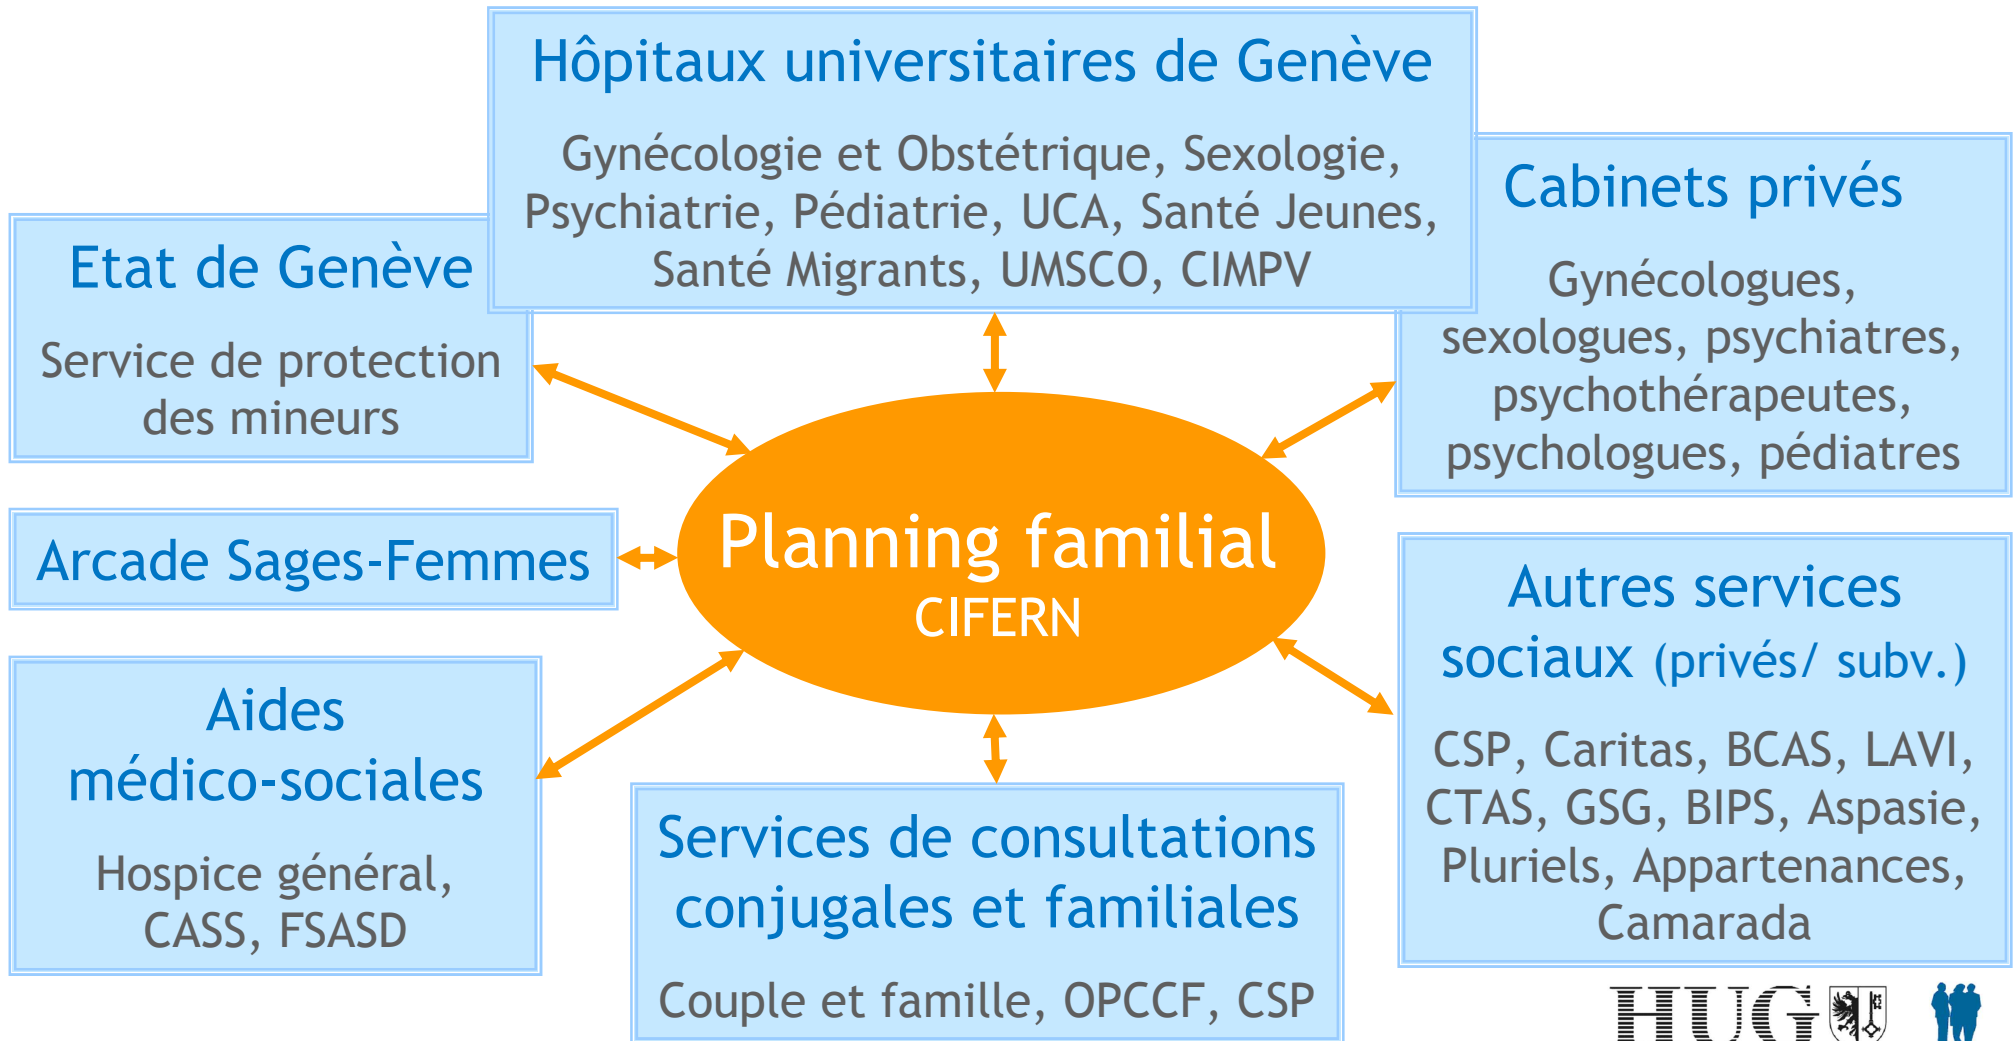 Hôpitaux universitaires de Genève
Gynécologie et Obstétrique, Sexologie,
Psychiatrie, Pédiatrie, UCA, Santé Jeunes,
Santé Migrants, UMSCO, CIMPV
Etat de Genève
Service de protection
des mineurs
Cabinets privés
Gynécologues,
sexologues, psychiatres,
psychothérapeutes,
psychologues, pédiatres
Arcade Sages-Femmes
Planning familial
CIFERN
Autres services
sociaux (privés/ subv.)
CSP, Caritas, BCAS, LAVI,
CTAS, GSG, BIPS, Aspasie,
Pluriels, Appartenances,
Camarada
Aides
médico-sociales
Hospice général,
CASS, FSASD
Services de consultations
conjugales et familiales
Couple et famille, OPCCF, CSP
HUG